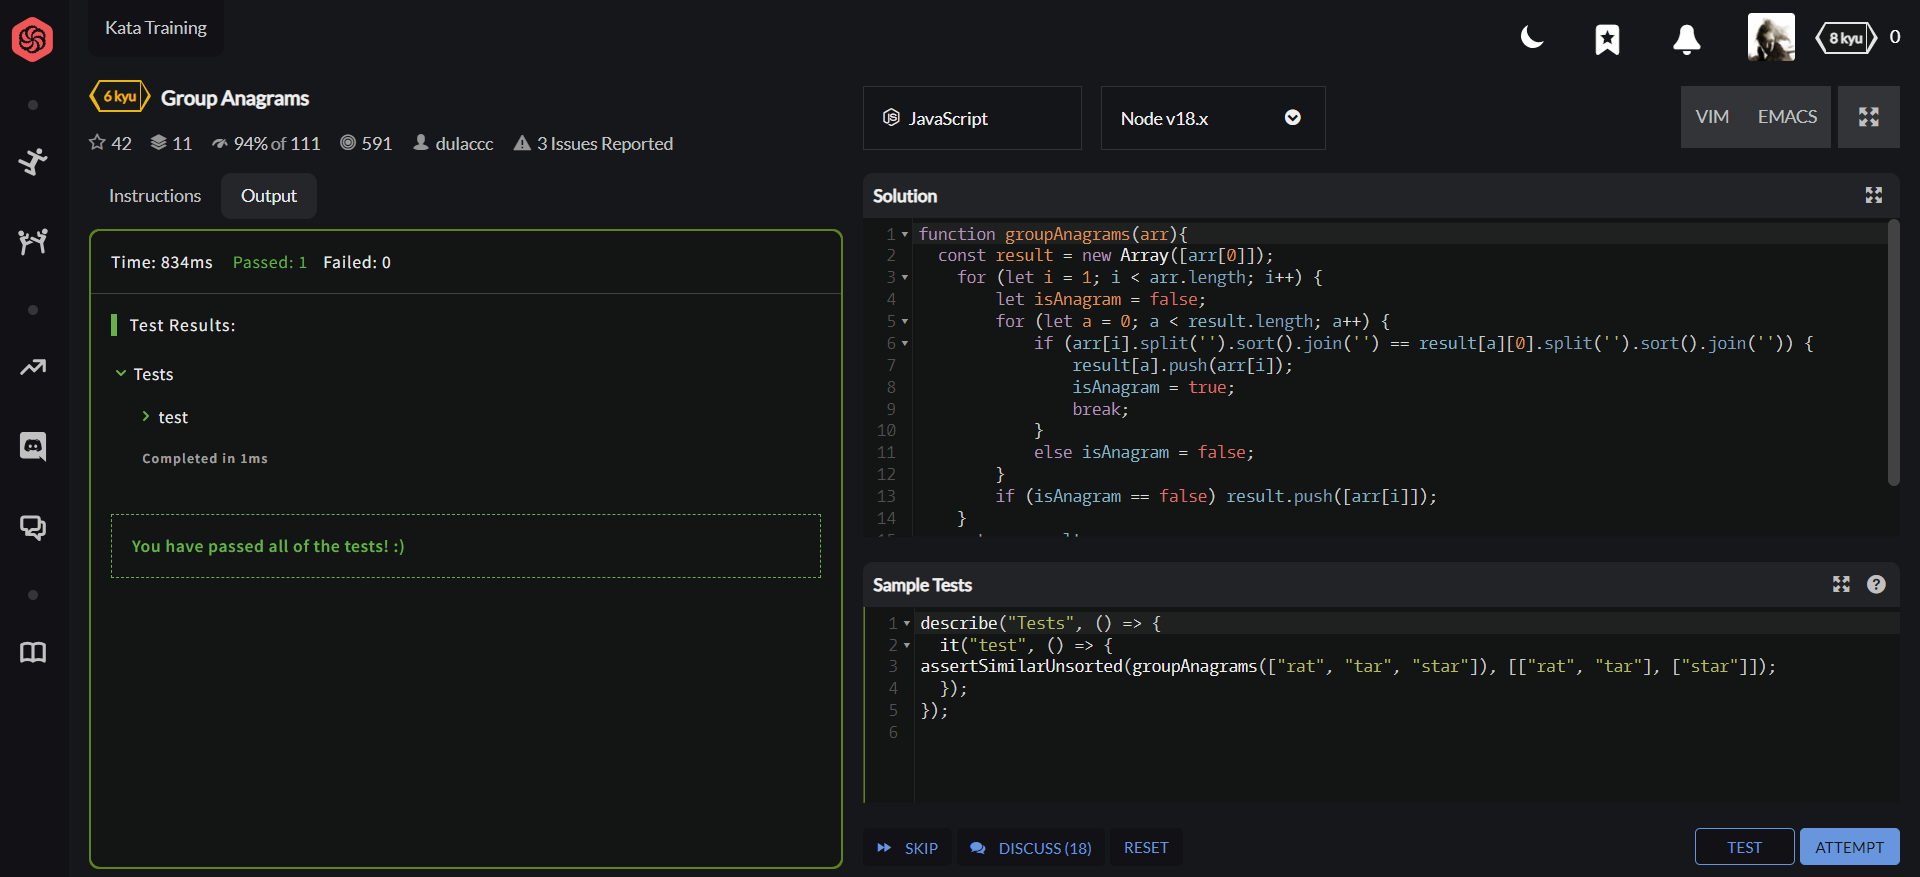 Kata Training
8 kyu 0
6 kyu Group Anagrams
42 11 94% of 111 591 dulaccc 3 Issues Reported
Instructions Output
Time: 834ms Passed: 1 Failed: 0
Test Results:
Tests
test
Completed in 1ms
You have passed all of the tests! :)
JavaScript
Node v18.x
VIM EMACS
Solution
1 function groupAnagrams(arr){
2 const result = new Array([arr[0]]);
3 for (let i = 1; i < arr.length; i++) {
4 let isAnagram = false;
5 for (let a = 0; a < result.length; a++) {
6 if (arr[i].split('').sort().join('') == result[a][0].split('').sort().join('')) {
7 result[a].push(arr[i]);
8 isAnagram = true;
9 break;
10 }
11 else isAnagram = false;
12 }
13 if (isAnagram == false) result.push([arr[i]]);
14 }
Sample Tests
1 describe("Tests", () => {
2 it("test", () => {
3 assertSimilarUnsorted(groupAnagrams(["rat", "tar", "star"]), [["rat", "tar"], ["star"]]);
4 });
5 });
6
SKIP DISCUSS (18) RESET
TEST ATTEMPT